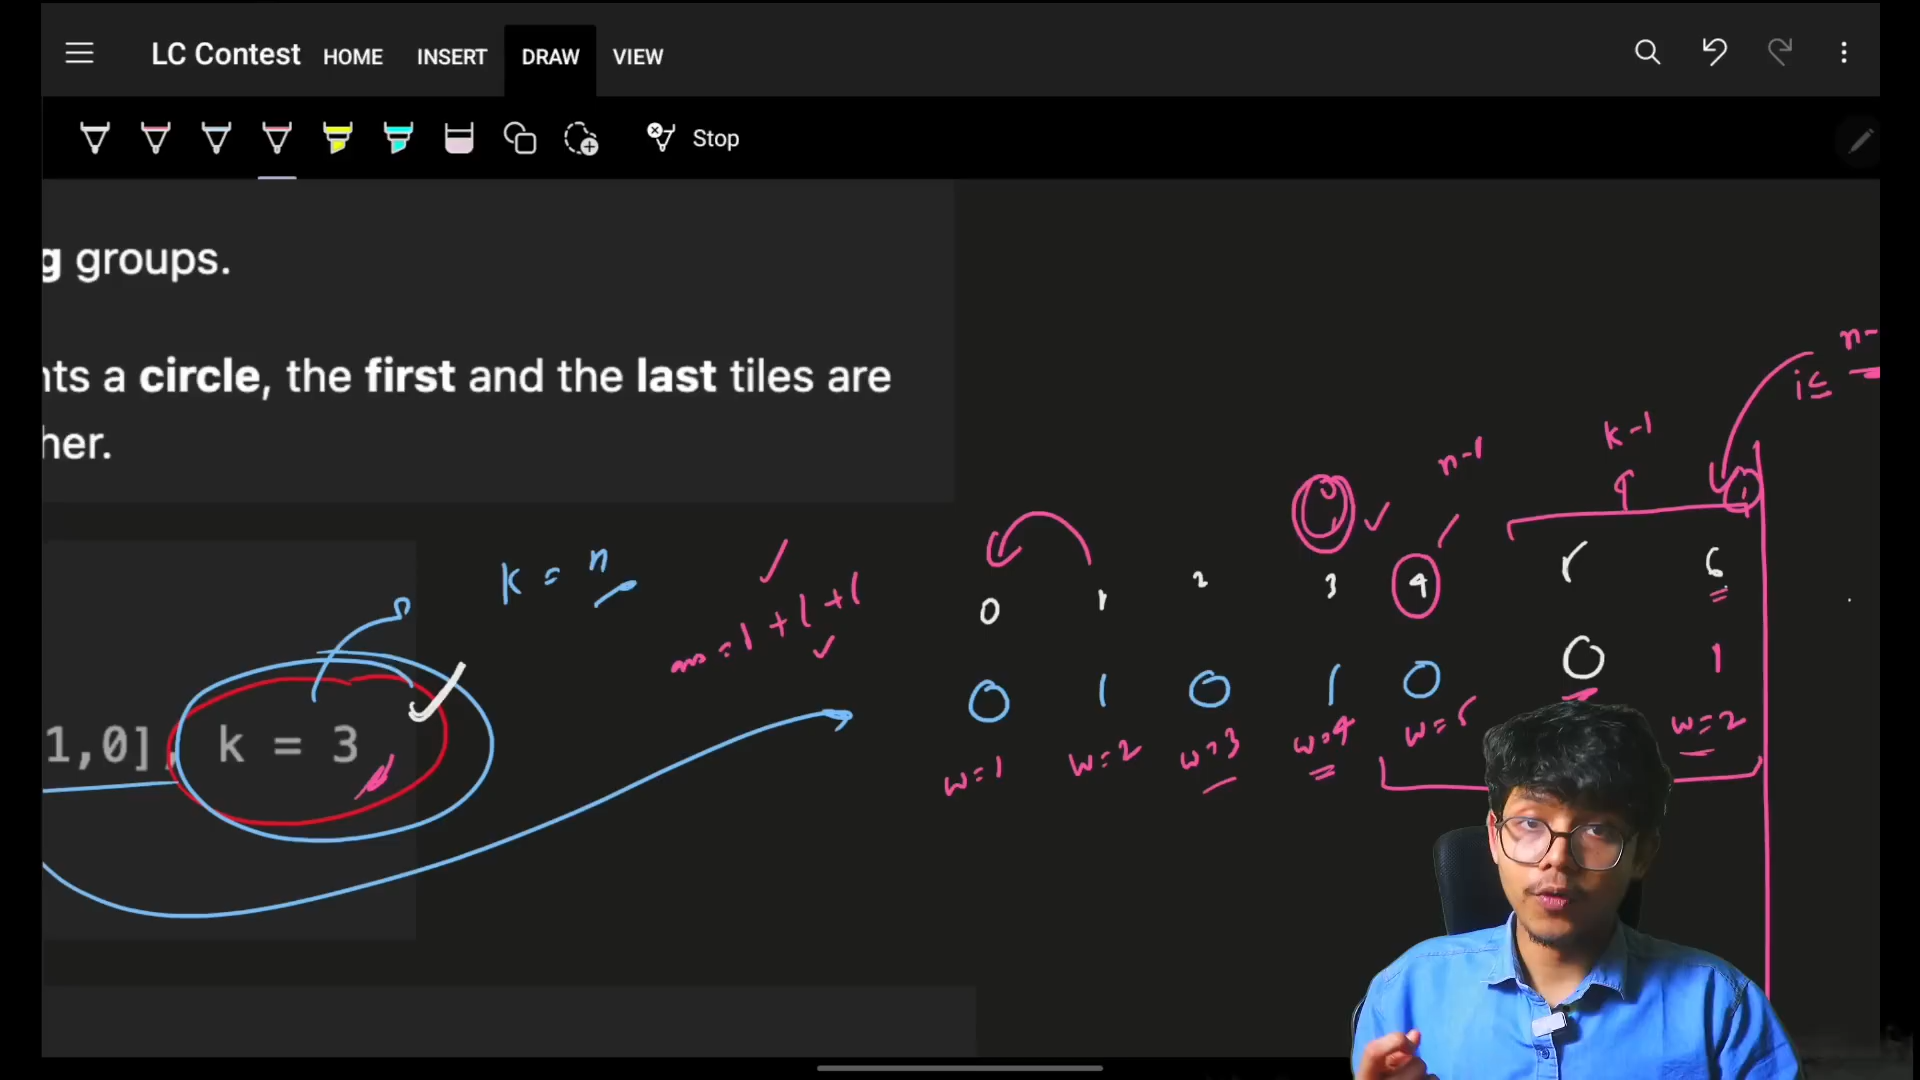 LC Contest HOME INSERT DRAW VIEW
Stop
g groups.
nts a circle, the first and the last tiles are
her.
n-
i ≤
k-1
n-1
k = n
ans = 1 + 1 + 1
0 1 2 3 4 5 6
0 1 0 1 0 0 1
w=1 w=2 w=3 w=4 w=5 w=2
1,0], k = 3